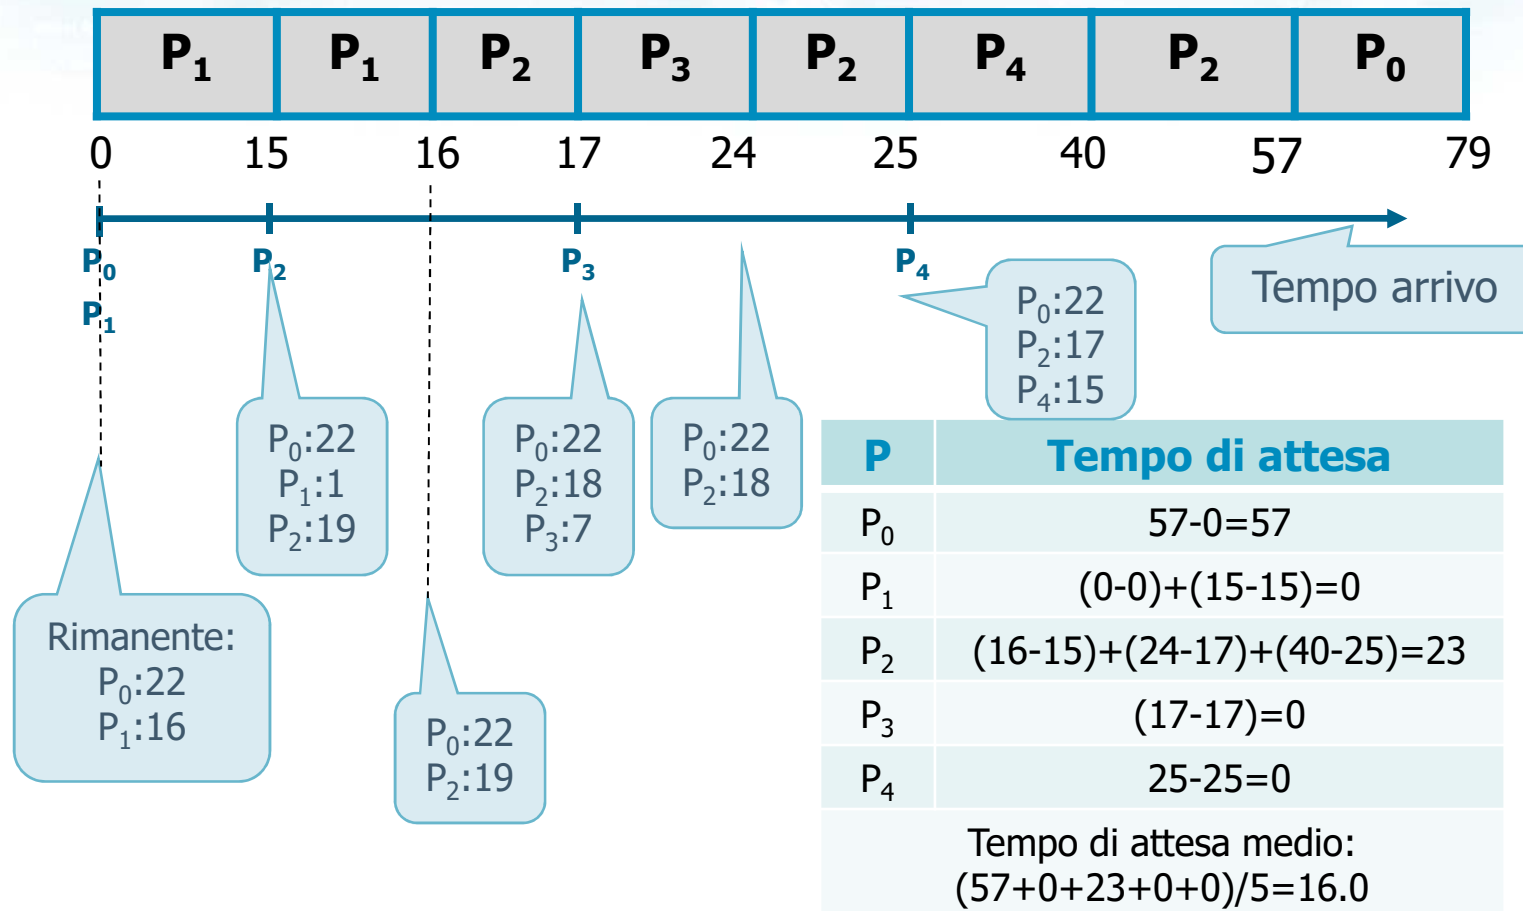 P₁ P₁ P₂ P₃ P₂ P₄ P₂ P₀
0 15 16 17 24 25 40 57 79
P₀ P₂ P₃ P₄
P₁
Tempo arrivo
P₀:22
P₂:17
P₄:15
P₀:22
P₁:1
P₂:19
P₀:22
P₂:18
P₃:7
P₀:22
P₂:18
Rimanente:
P₀:22
P₁:16
P₀:22
P₂:19
P Tempo di attesa
P₀ 57-0=57
P₁ (0-0)+(15-15)=0
P₂ (16-15)+(24-17)+(40-25)=23
P₃ (17-17)=0
P₄ 25-25=0
Tempo di attesa medio:
(57+0+23+0+0)/5=16.0